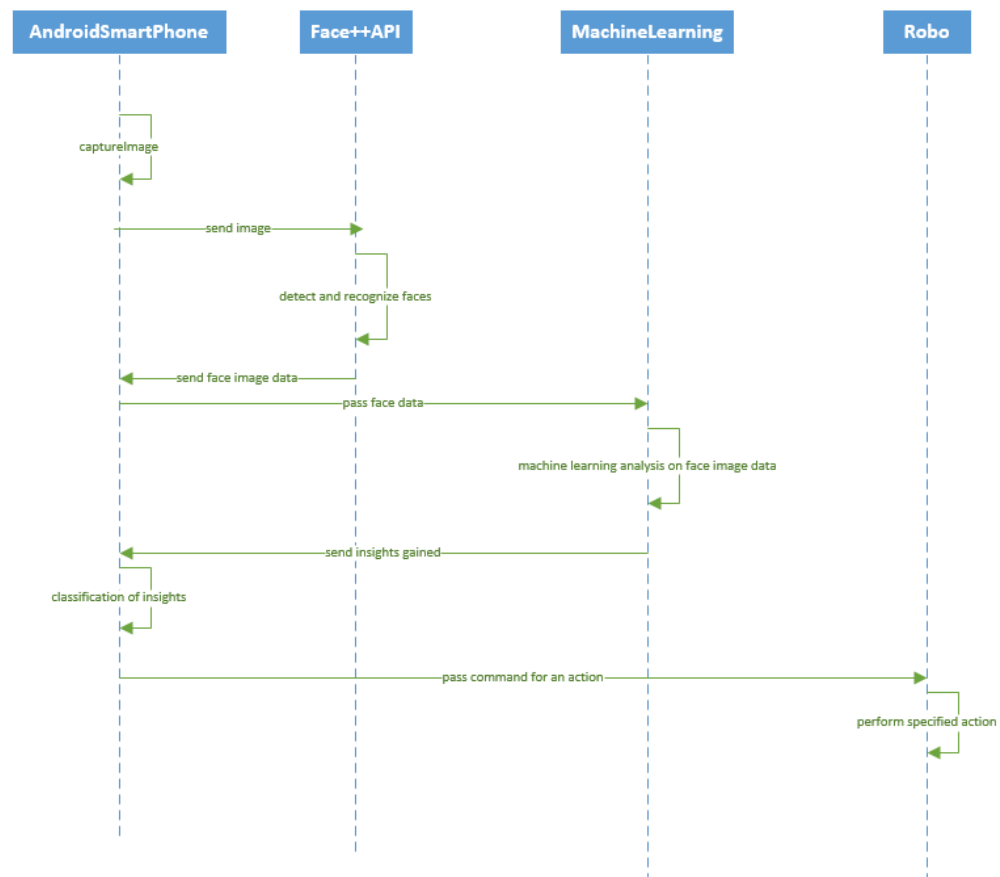 AndroidSmartPhone
Face++API
MachineLearning
Robo
captureImage
send image
detect and recognize faces
send face image data
pass face data
machine learning analysis on face image data
send insights gained
classification of insights
pass command for an action
perform specified action